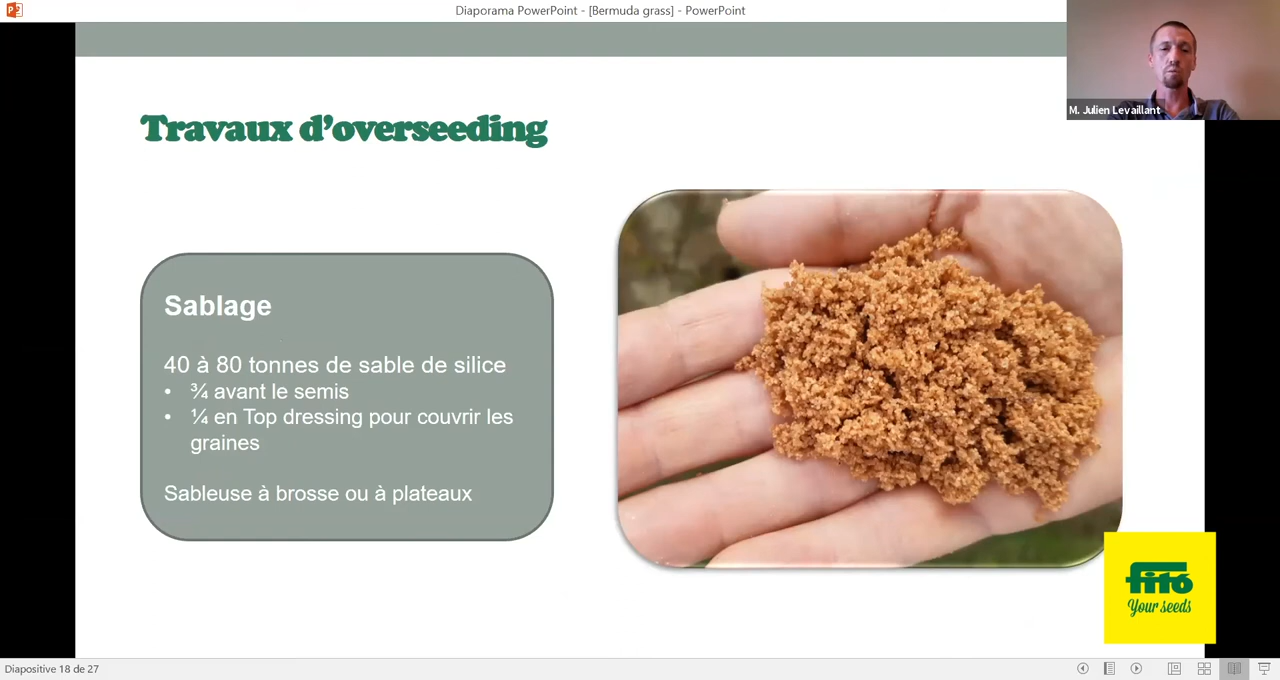 Diaporama PowerPoint - [Bermuda grass] - PowerPoint
M. Julien Levaillant
Travaux d'overseeding
Sablage
40 à 80 tonnes de sable de silice
• ¾ avant le semis
• ¼ en Top dressing pour couvrir les
graines
Sableuse à brosse ou à plateaux
fitó
Your seeds
Diapositive 18 de 27